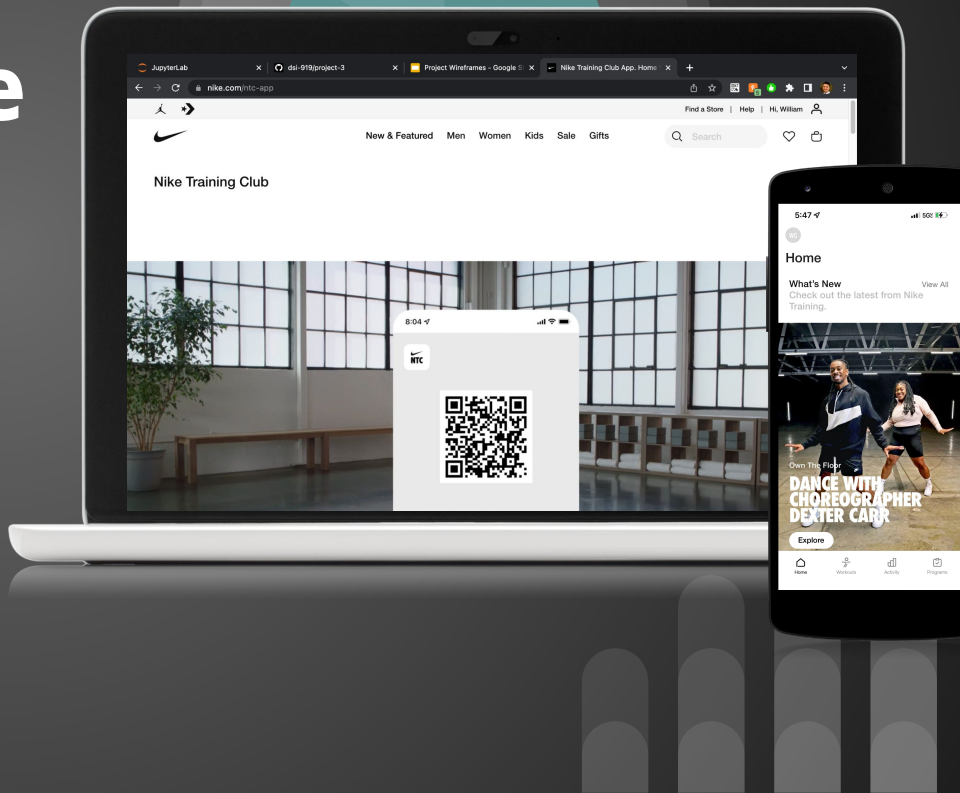 e
JupyterLab
dsi-919/project-3
Project Wireframes - Google Sl
Nike Training Club App. Home
nike.com/ntc-app
Find a Store | Help | Hi, William
New & Featured Men Women Kids Sale Gifts
Search
Nike Training Club
8:04
NTC
5:47
5G
WG
Home
What's New
View All
Check out the latest from Nike
Training.
Own The Floor
DANCE WITH
CHOREOGRAPHER
DEXTER CARR
Explore
Home Workouts Activity Programs